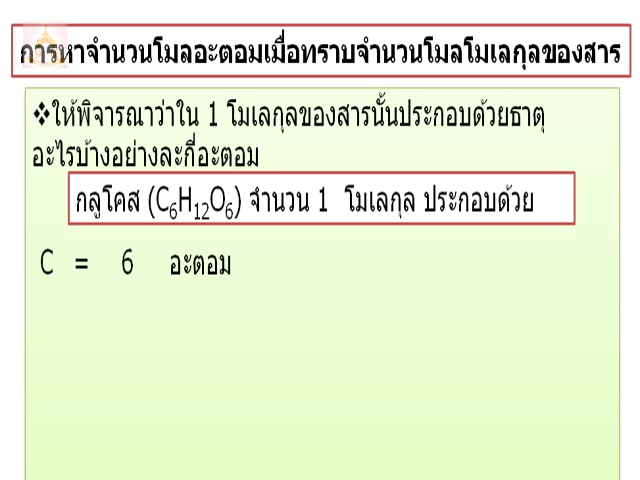 การหาจำนวนโมลอะตอมเมื่อทราบจำนวนโมลโมเลกุลของสาร
❖ให้พิจารณาว่าใน 1 โมเลกุลของสารนั้นประกอบด้วยธาตุ
อะไรบ้างอย่างละกี่อะตอม
กลูโคส (C₆H₁₂O₆) จำนวน 1 โมเลกุล ประกอบด้วย
C = 6 อะตอม